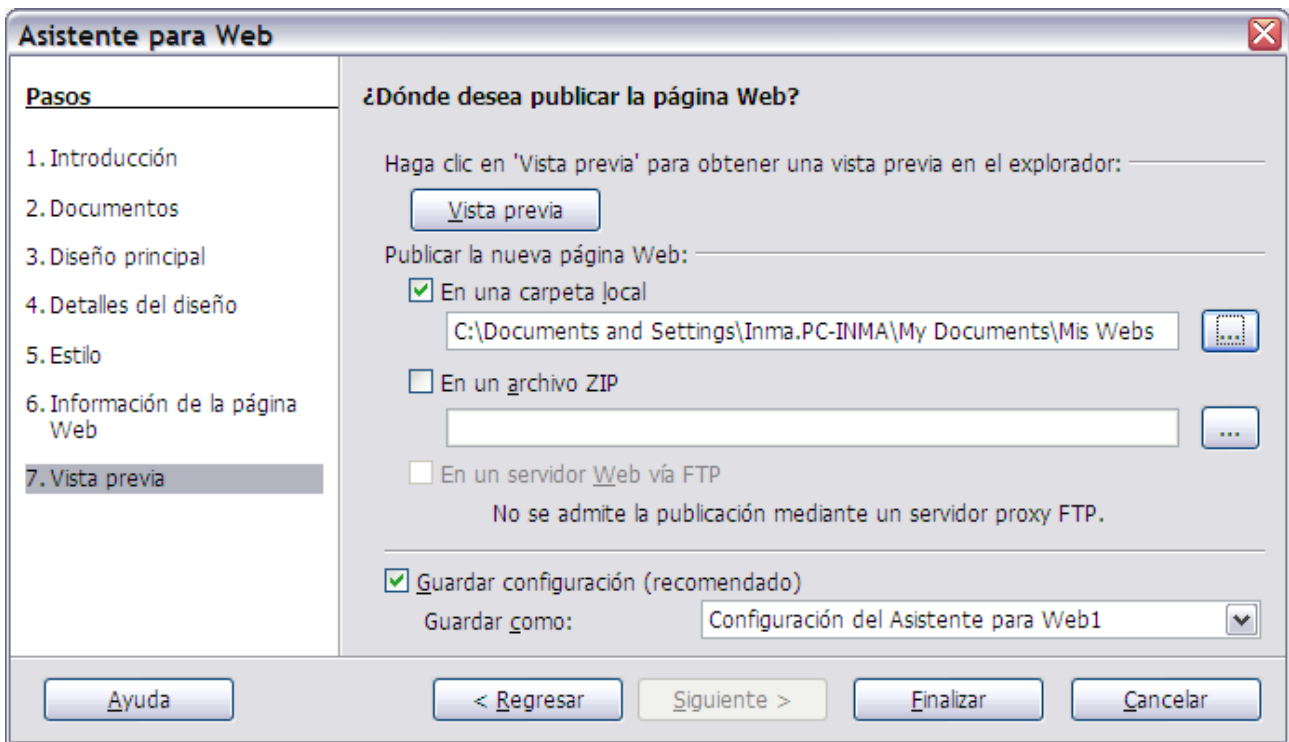 Asistente para Web
Pasos
1. Introducción
2. Documentos
3. Diseño principal
4. Detalles del diseño
5. Estilo
6. Información de la página
Web
7. Vista previa
¿Dónde desea publicar la página Web?
Haga clic en 'Vista previa' para obtener una vista previa en el explorador:
Vista previa
Publicar la nueva página Web:
En una carpeta local
C:\Documents and Settings\Inma.PC-INMA\My Documents\Mis Webs
...
En un archivo ZIP
...
En un servidor Web vía FTP
No se admite la publicación mediante un servidor proxy FTP.
Guardar configuración (recomendado)
Guardar como:
Configuración del Asistente para Web1
Ayuda
< Regresar
Siguiente >
Finalizar
Cancelar